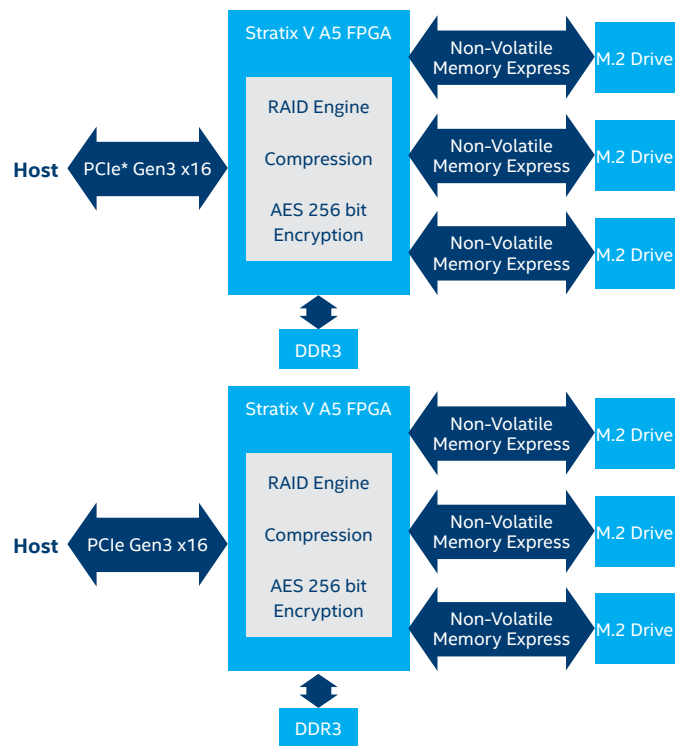 Stratix V A5 FPGA
RAID Engine
Compression
AES 256 bit
Encryption
Host
PCIe* Gen3 x16
Non-Volatile
Memory Express
M.2 Drive
Non-Volatile
Memory Express
M.2 Drive
Non-Volatile
Memory Express
M.2 Drive
DDR3
Stratix V A5 FPGA
RAID Engine
Compression
AES 256 bit
Encryption
Host
PCIe Gen3 x16
Non-Volatile
Memory Express
M.2 Drive
Non-Volatile
Memory Express
M.2 Drive
Non-Volatile
Memory Express
M.2 Drive
DDR3